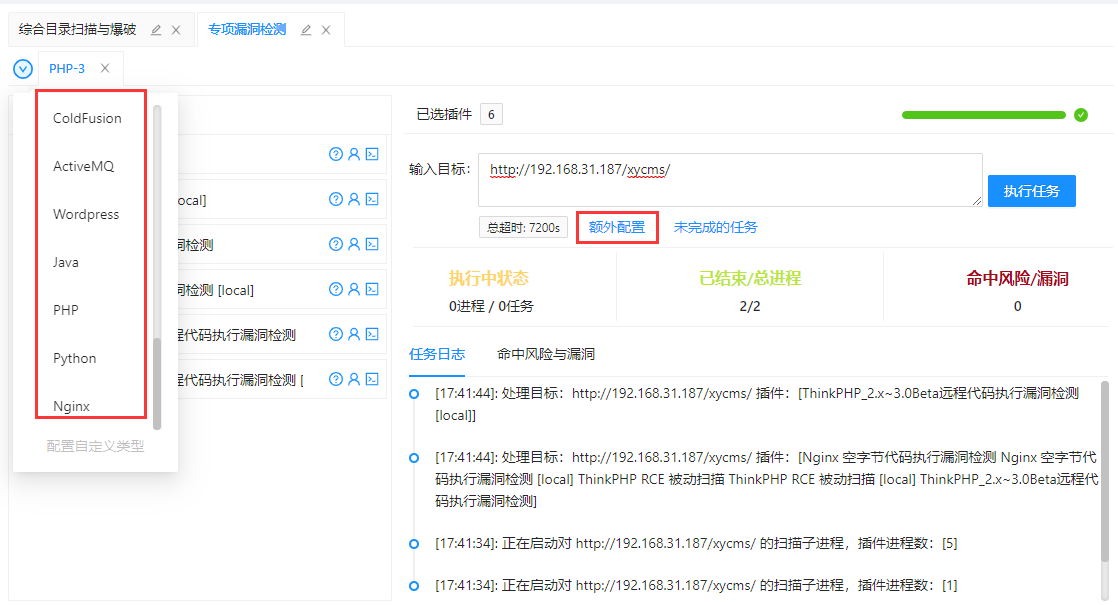 综合目录扫描与爆破
专项漏洞检测
PHP-3
ColdFusion
ActiveMQ
Wordpress
Java
PHP
Python
Nginx
配置自定义类型
ocal]
同检测
同检测 [local]
程代码执行漏洞检测
程代码执行漏洞检测 [
已选插件 6
输入目标: http://192.168.31.187/xycms/
执行任务
总超时: 7200s 额外配置 未完成的任务
执行中状态 已结束/总进程 命中风险/漏洞
0进程 / 0任务 2/2 0
任务日志 命中风险与漏洞
[17:41:44]: 处理目标: http://192.168.31.187/xycms/ 插件: [ThinkPHP_2.x~3.0Beta远程代码执行漏洞检测
[local]]
[17:41:44]: 处理目标: http://192.168.31.187/xycms/ 插件: [Nginx 空字节代码执行漏洞检测 Nginx 空字节代
码执行漏洞检测 [local] ThinkPHP RCE 被动扫描 ThinkPHP RCE 被动扫描 [local] ThinkPHP_2.x~3.0Beta远程代
码执行漏洞检测]
[17:41:34]: 正在启动对 http://192.168.31.187/xycms/ 的扫描子进程，插件进程数: [5]
[17:41:34]: 正在启动对 http://192.168.31.187/xycms/ 的扫描子进程，插件进程数: [1]